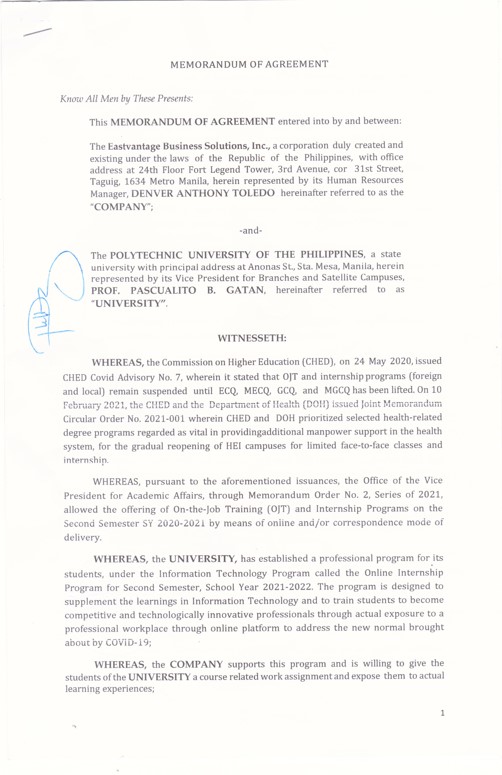 MEMORANDUM OF AGREEMENT
Know All Men by These Presents:
This MEMORANDUM OF AGREEMENT entered into by and between:
The Eastvantage Business Solutions, Inc., a corporation duly created and
existing under the laws of the Republic of the Philippines, with office
address at 24th Floor Fort Legend Tower, 3rd Avenue, cor 31st Street,
Taguig, 1634 Metro Manila, herein represented by its Human Resources
Manager, DENVER ANTHONY TOLEDO hereinafter referred to as the
"COMPANY";
-and-
The POLYTECHNIC UNIVERSITY OF THE PHILIPPINES, a state
university with principal address at Anonas St., Sta. Mesa, Manila, herein
represented by its Vice President for Branches and Satellite Campuses,
PROF. PASCUALITO B. GATAN, hereinafter referred to as
"UNIVERSITY".
WITNESSETH:
WHEREAS, the Commission on Higher Education (CHED), on 24 May 2020, issued
CHED Covid Advisory No. 7, wherein it stated that OJT and internship programs (foreign
and local) remain suspended until ECQ, MECQ, GCQ, and MGCQ has been lifted. On 10
February 2021, the CHED and the Department of Health (DOH) issued Joint Memorandum
Circular Order No. 2021-001 wherein CHED and DOH prioritized selected health-related
degree programs regarded as vital in providingadditional manpower support in the health
system, for the gradual reopening of HEI campuses for limited face-to-face classes and
internship.
WHEREAS, pursuant to the aforementioned issuances, the Office of the Vice
President for Academic Affairs, through Memorandum Order No. 2, Series of 2021,
allowed the offering of On-the-Job Training (OJT) and Internship Programs on the
Second Semester SY 2020-2021 by means of online and/or correspondence mode of
delivery.
WHEREAS, the UNIVERSITY, has established a professional program for its
students, under the Information Technology Program called the Online Internship
Program for Second Semester, School Year 2021-2022. The program is designed to
supplement the learnings in Information Technology and to train students to become
competitive and technologically innovative professionals through actual exposure to a
professional workplace through online platform to address the new normal brought
about by COVID-19;
WHEREAS, the COMPANY supports this program and is willing to give the
students of the UNIVERSITY a course related work assignment and expose them to actual
learning experiences;
1